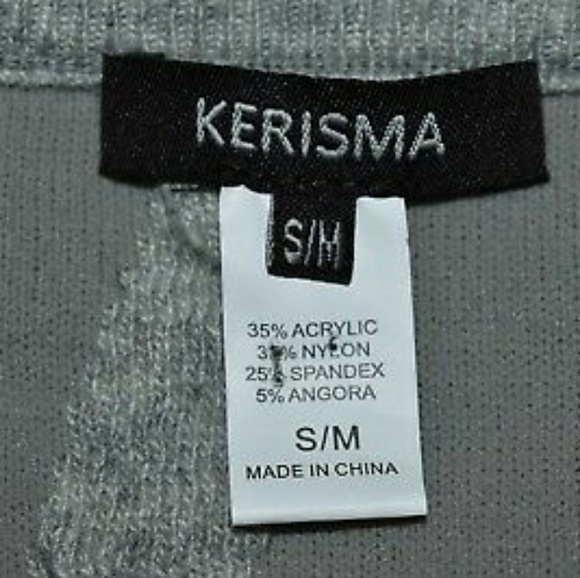 KERISMA
S/M
35% ACRYLIC
NYLON
25% SPANDEX
5% ANGORA
S/M
MADE IN CHINA